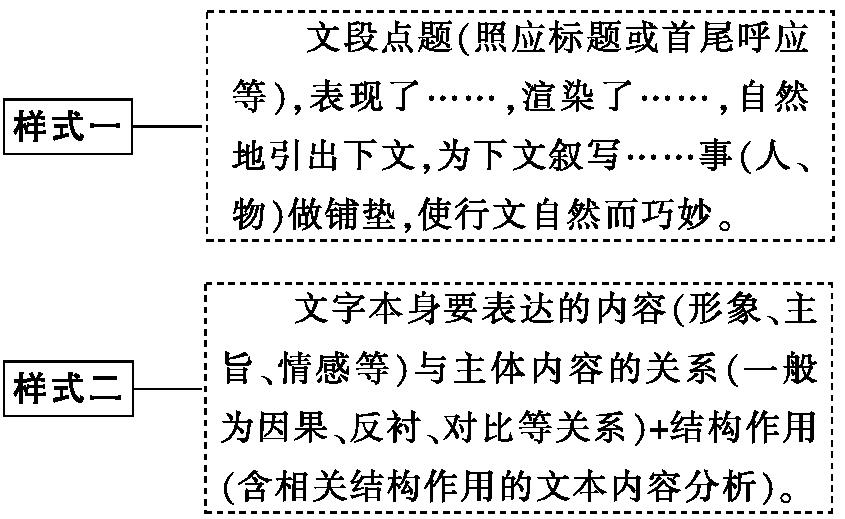 样式一
文段点题(照应标题或首尾呼应
等),表现了……,渲染了……,自然
地引出下文,为下文叙写……事(人、
物)做铺垫,使行文自然而巧妙。
样式二
文字本身要表达的内容(形象、主
旨、情感等)与主体内容的关系(一般
为因果、反衬、对比等关系)+结构作用
(含相关结构作用的文本内容分析)。